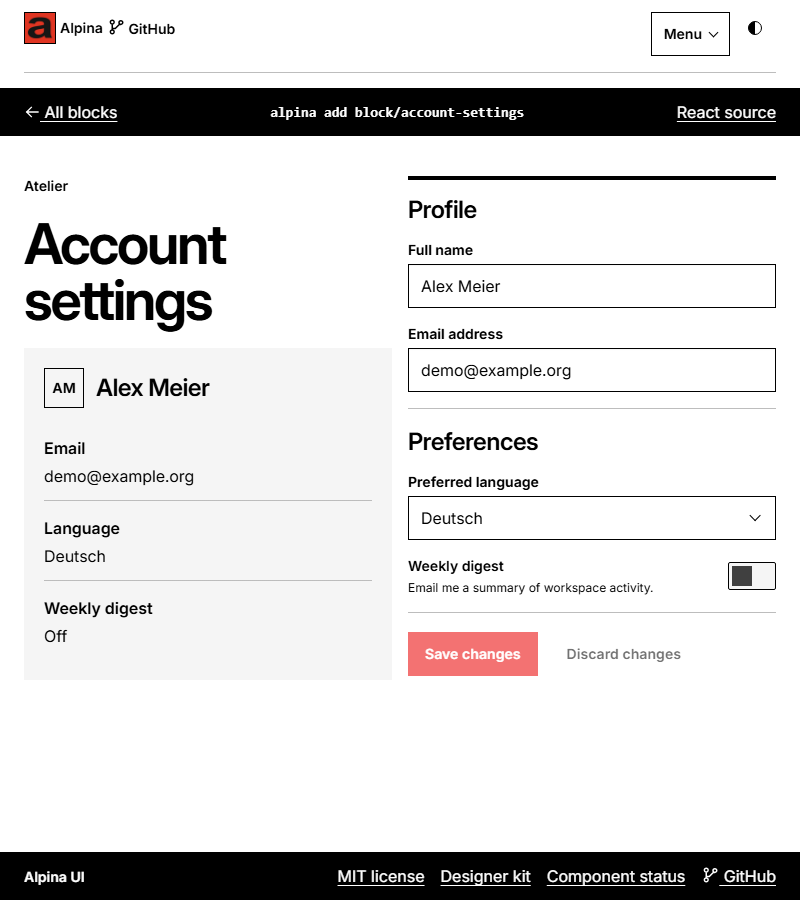 a Alpina GitHub Menu
← All blocks alpina add block/account-settings React source
Atelier
Account
settings
AM Alex Meier
Email
demo@example.org
Language
Deutsch
Weekly digest
Off
Profile
Full name
Alex Meier
Email address
demo@example.org
Preferences
Preferred language
Deutsch
Weekly digest
Email me a summary of workspace activity.
Save changes Discard changes
Alpina UI MIT license Designer kit Component status GitHub